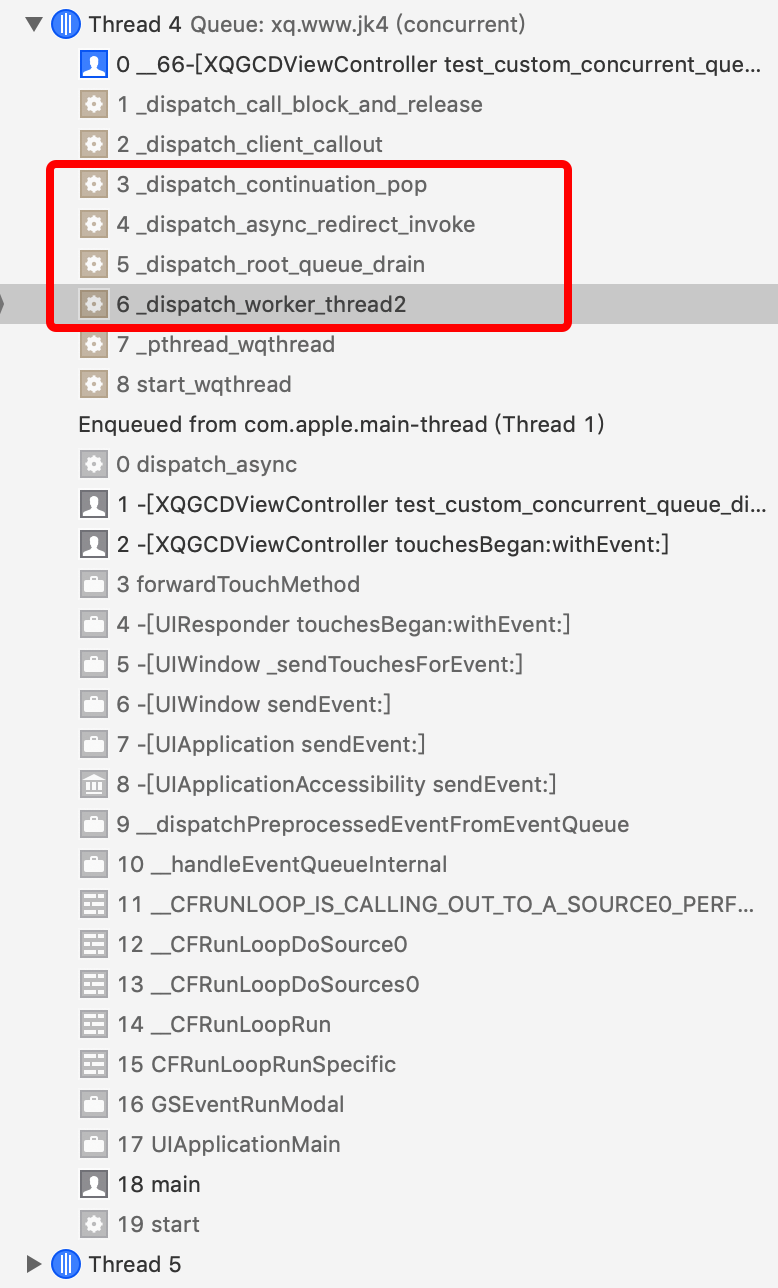 Thread 4 Queue: xq.www.jk4 (concurrent)
0 __66-[XQGCDViewController test_custom_concurrent_que...
1 _dispatch_call_block_and_release
2 _dispatch_client_callout
3 _dispatch_continuation_pop
4 _dispatch_async_redirect_invoke
5 _dispatch_root_queue_drain
6 _dispatch_worker_thread2
7 _pthread_wqthread
8 start_wqthread
Enqueued from com.apple.main-thread (Thread 1)
0 dispatch_async
1 -[XQGCDViewController test_custom_concurrent_queue_di...
2 -[XQGCDViewController touchesBegan:withEvent:]
3 forwardTouchMethod
4 -[UIResponder touchesBegan:withEvent:]
5 -[UIWindow _sendTouchesForEvent:]
6 -[UIWindow sendEvent:]
7 -[UIApplication sendEvent:]
8 -[UIApplicationAccessibility sendEvent:]
9 __dispatchPreprocessedEventFromEventQueue
10 __handleEventQueueInternal
11 __CFRUNLOOP_IS_CALLING_OUT_TO_A_SOURCE0_PERF...
12 __CFRunLoopDoSource0
13 __CFRunLoopDoSources0
14 __CFRunLoopRun
15 CFRunLoopRunSpecific
16 GSEventRunModal
17 UIApplicationMain
18 main
19 start
Thread 5